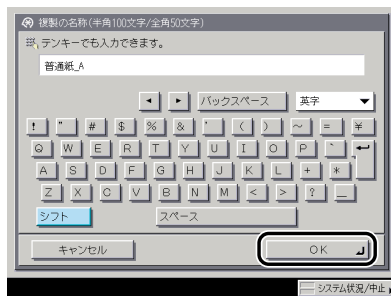 複製の名称(半角100文字/全角50文字)
テンキーでも入力できます。
普通紙_A
◄ ► バックスペース 英字 ▼
! " # $ % & ' ( ) ~ = ¥
Q W E R T Y U I O P `
A S D F G H J K L + *
Z X C V B N M < > ? _
シフト スペース
キャンセル OK
システム状況/中止